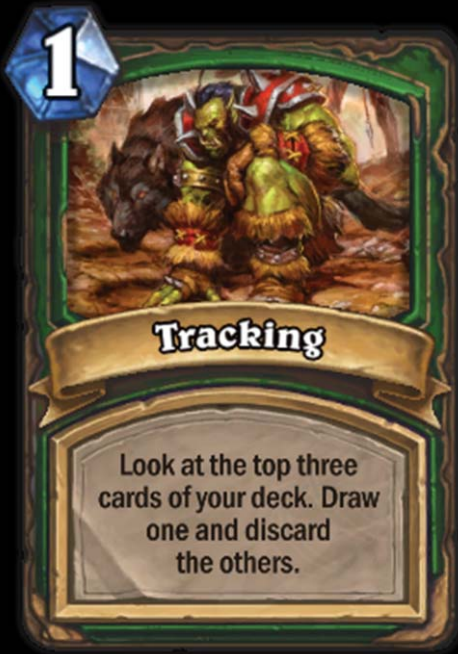 1
Tracking
Look at the top three
cards of your deck. Draw
one and discard
the others.